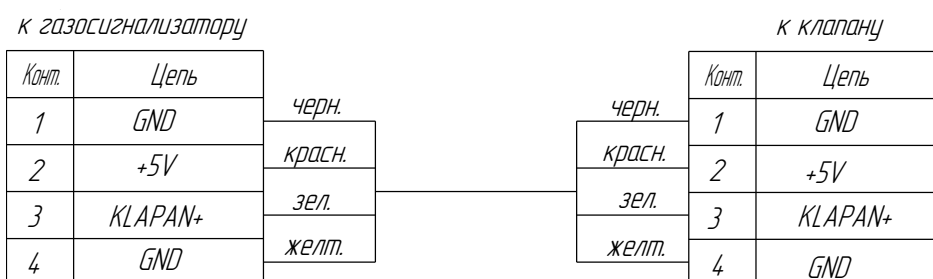 к газосигнализатору к клапану
Конт. Цепь Конт. Цепь
1 GND черн. черн. 1 GND
2 +5V красн. красн. 2 +5V
3 KLAPAN+ зел. зел. 3 KLAPAN+
4 GND желт. желт. 4 GND